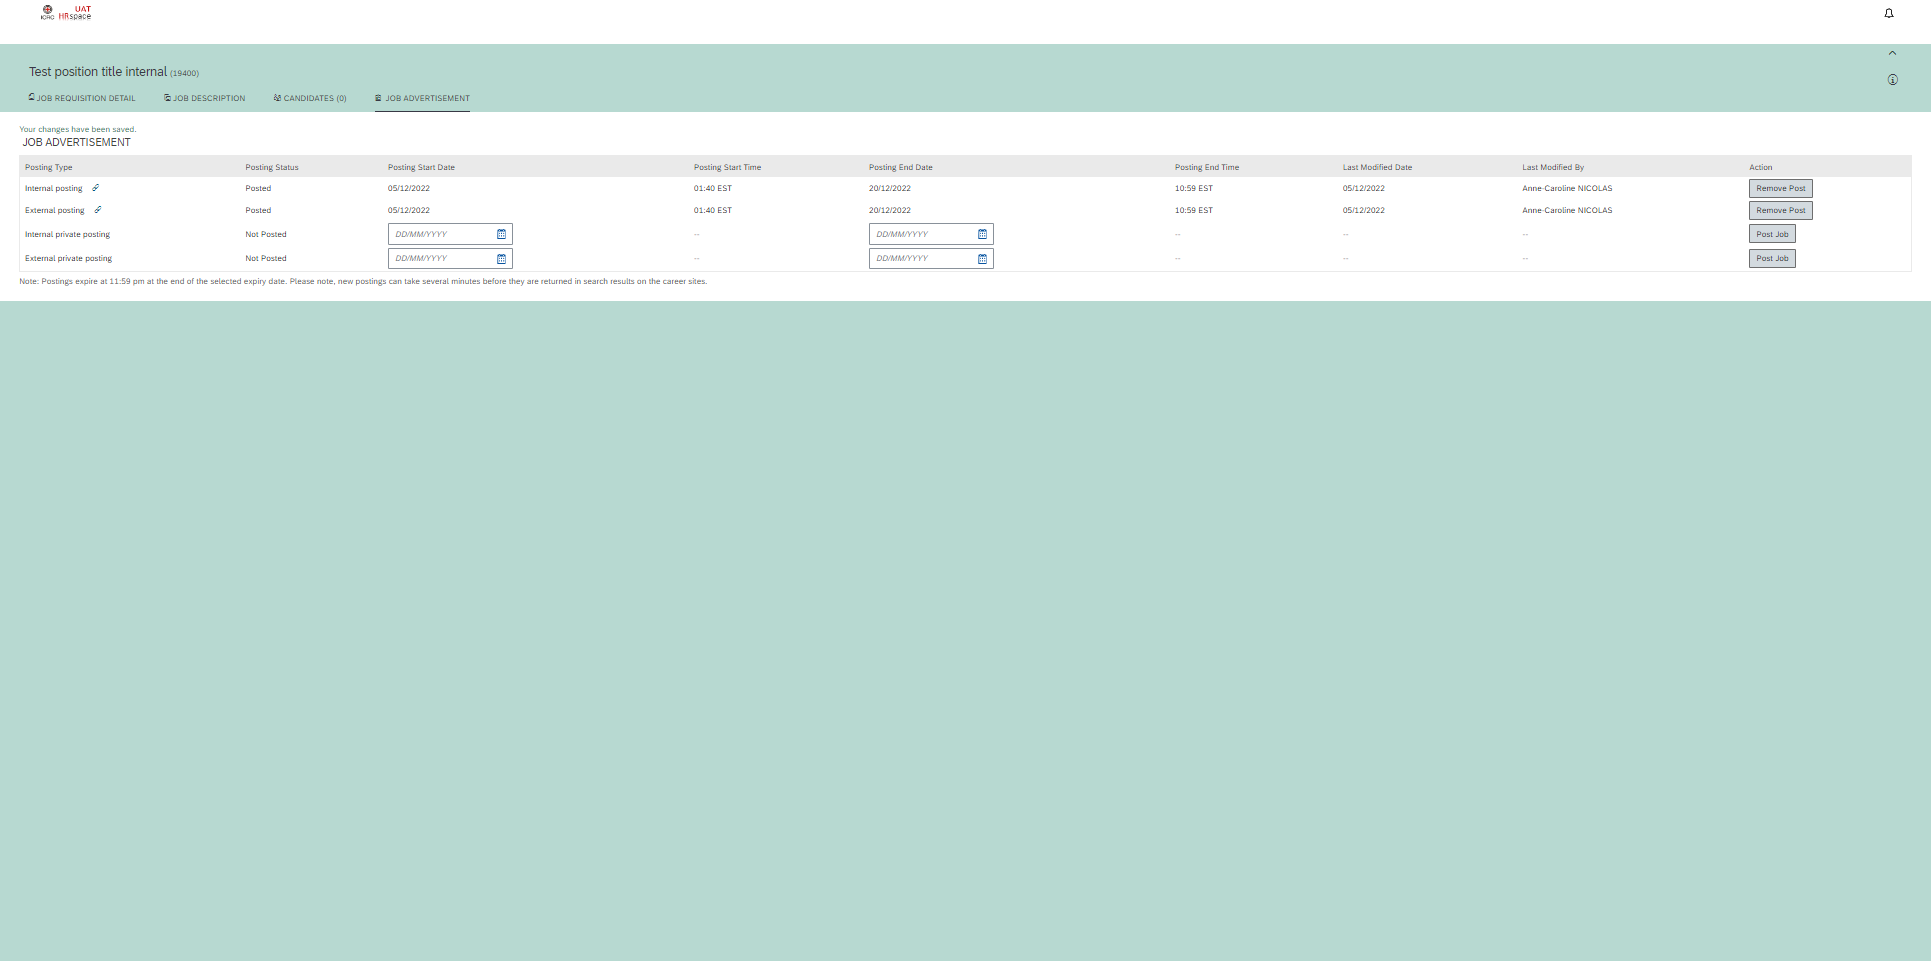 UAT
ICRC HRspace
Test position title internal (19400)
JOB REQUISITION DETAIL JOB DESCRIPTION CANDIDATES (0) JOB ADVERTISEMENT
Your changes have been saved.
JOB ADVERTISEMENT
Posting Type Posting Status Posting Start Date Posting Start Time Posting End Date Posting End Time Last Modified Date Last Modified By Action
Internal posting Posted 05/12/2022 01:40 EST 20/12/2022 10:59 EST 05/12/2022 Anne-Caroline NICOLAS Remove Post
External posting Posted 05/12/2022 01:40 EST 20/12/2022 10:59 EST 05/12/2022 Anne-Caroline NICOLAS Remove Post
Internal private posting Not Posted DD/MM/YYYY -- DD/MM/YYYY -- -- -- Post Job
External private posting Not Posted DD/MM/YYYY -- DD/MM/YYYY -- -- -- Post Job
Note: Postings expire at 11:59 pm at the end of the selected expiry date. Please note, new postings can take several minutes before they are returned in search results on the career sites.